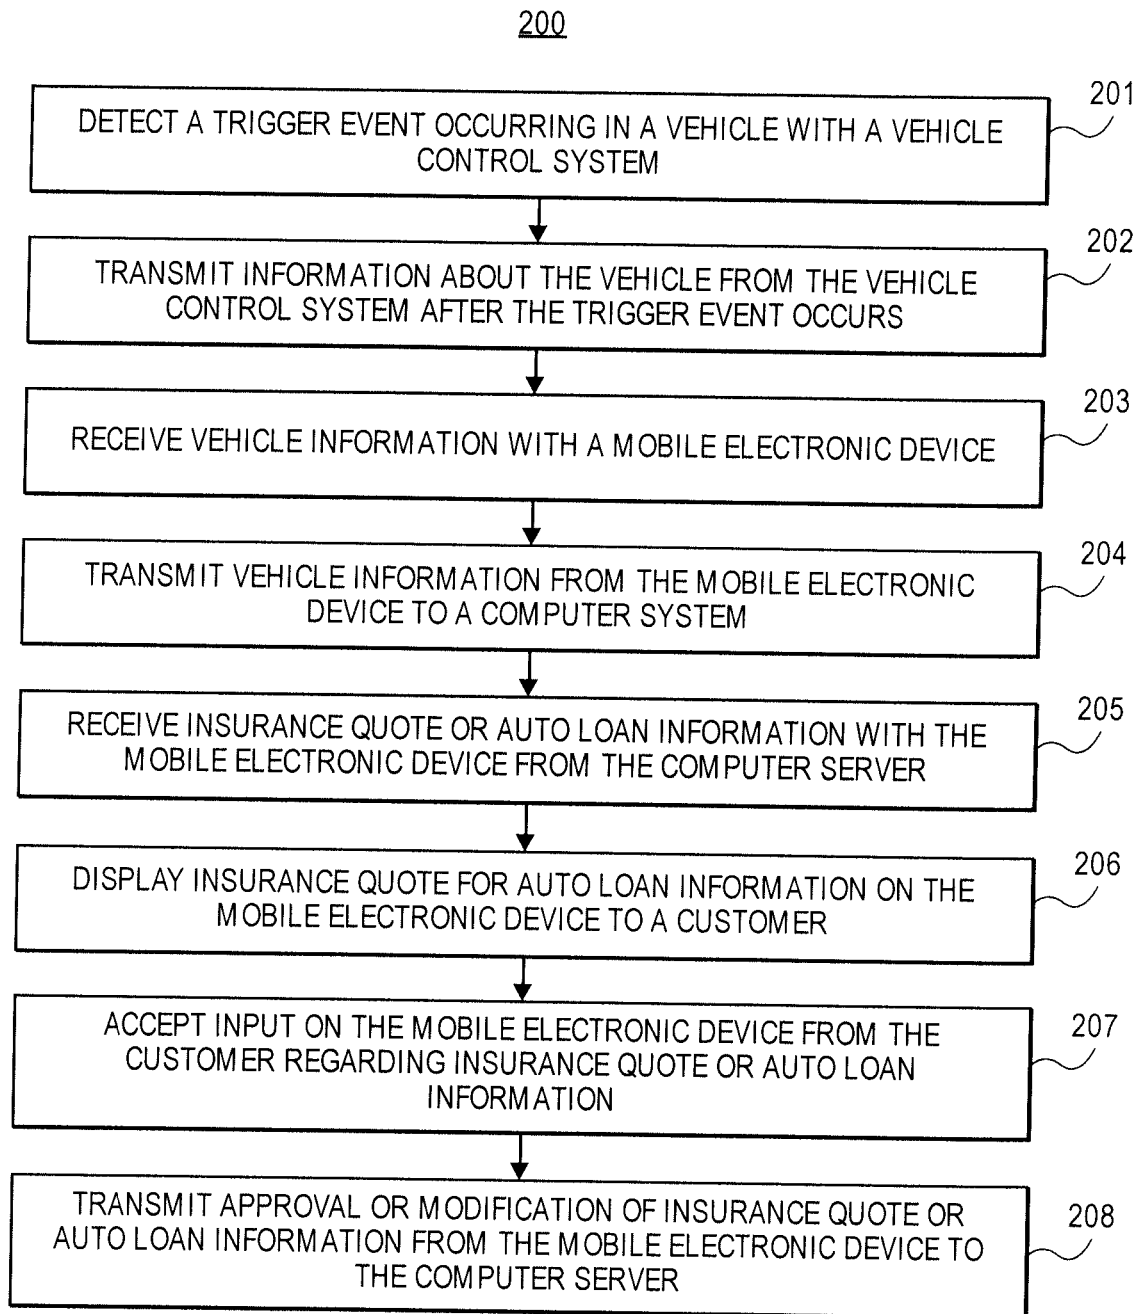 200
DETECT A TRIGGER EVENT OCCURRING IN A VEHICLE WITH A VEHICLE
CONTROL SYSTEM
201
TRANSMIT INFORMATION ABOUT THE VEHICLE FROM THE VEHICLE
CONTROL SYSTEM AFTER THE TRIGGER EVENT OCCURS
202
RECEIVE VEHICLE INFORMATION WITH A MOBILE ELECTRONIC DEVICE
203
TRANSMIT VEHICLE INFORMATION FROM THE MOBILE ELECTRONIC
DEVICE TO A COMPUTER SYSTEM
204
RECEIVE INSURANCE QUOTE OR AUTO LOAN INFORMATION WITH THE
MOBILE ELECTRONIC DEVICE FROM THE COMPUTER SERVER
205
DISPLAY INSURANCE QUOTE FOR AUTO LOAN INFORMATION ON THE
MOBILE ELECTRONIC DEVICE TO A CUSTOMER
206
ACCEPT INPUT ON THE MOBILE ELECTRONIC DEVICE FROM THE
CUSTOMER REGARDING INSURANCE QUOTE OR AUTO LOAN
INFORMATION
207
TRANSMIT APPROVAL OR MODIFICATION OF INSURANCE QUOTE OR
AUTO LOAN INFORMATION FROM THE MOBILE ELECTRONIC DEVICE TO
THE COMPUTER SERVER
208